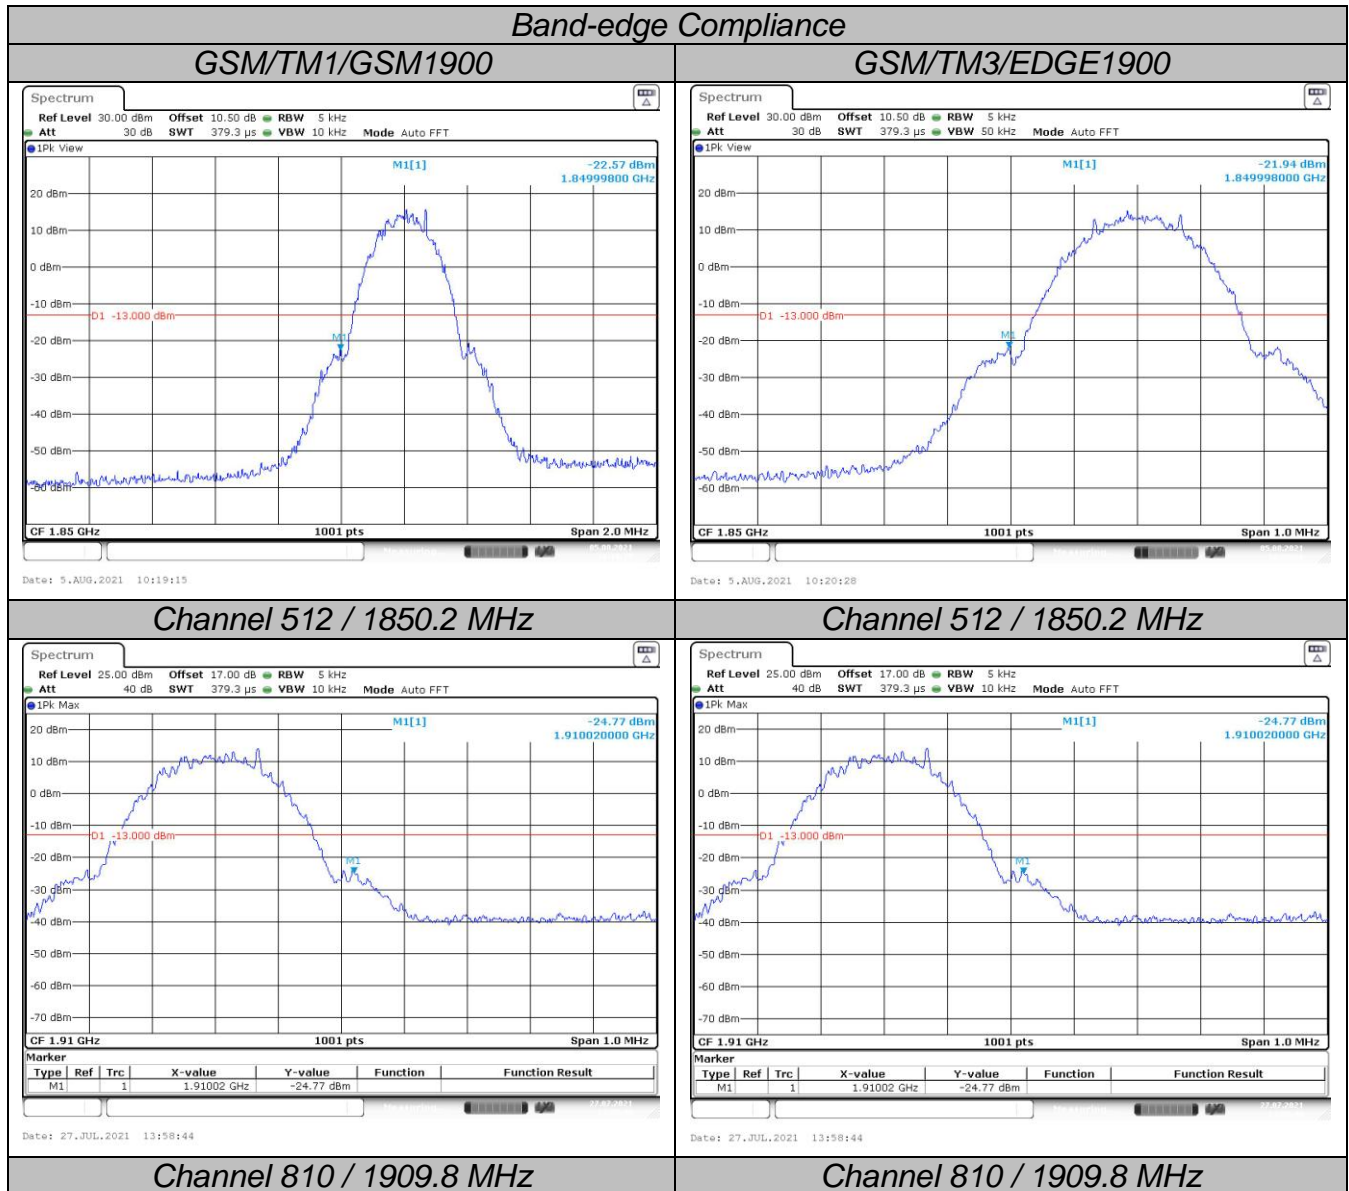 Band-edge Compliance
GSM/TM1/GSM1900
GSM/TM3/EDGE1900
Spectrum
Ref Level 30.00 dBm Offset 10.50 dB RBW 5 kHz
Att 30 dB SWT 379.3 µs VBW 10 kHz Mode Auto FFT
1Pk View
M1[1] -22.57 dBm
1.84999800 GHz
20 dBm
10 dBm
0 dBm
-10 dBm
D1 -13.000 dBm
M1
-20 dBm
-30 dBm
-40 dBm
-50 dBm
-60 dBm
CF 1.85 GHz 1001 pts Span 2.0 MHz
05.08.2021
Date: 5.AUG.2021 10:19:15
Spectrum
Ref Level 30.00 dBm Offset 10.50 dB RBW 5 kHz
Att 30 dB SWT 379.3 µs VBW 50 kHz Mode Auto FFT
1Pk View
M1[1] -21.94 dBm
1.849998000 GHz
20 dBm
10 dBm
0 dBm
-10 dBm
D1 -13.000 dBm
M1
-20 dBm
-30 dBm
-40 dBm
-50 dBm
-60 dBm
CF 1.85 GHz 1001 pts Span 1.0 MHz
05.08.2021
Date: 5.AUG.2021 10:20:28
Channel 512 / 1850.2 MHz
Channel 512 / 1850.2 MHz
Spectrum
Ref Level 25.00 dBm Offset 17.00 dB RBW 5 kHz
Att 40 dB SWT 379.3 µs VBW 10 kHz Mode Auto FFT
1Pk Max
M1[1] -24.77 dBm
1.910020000 GHz
20 dBm
10 dBm
0 dBm
-10 dBm
D1 -13.000 dBm
-20 dBm
M1
-30 dBm
-40 dBm
-50 dBm
-60 dBm
-70 dBm
CF 1.91 GHz 1001 pts Span 1.0 MHz
Marker
Type Ref Trc X-value Y-value Function Function Result
M1 1 1.91002 GHz -24.77 dBm
Measuring 27.07.2021
Date: 27.JUL.2021 13:58:44
Spectrum
Ref Level 25.00 dBm Offset 17.00 dB RBW 5 kHz
Att 40 dB SWT 379.3 µs VBW 10 kHz Mode Auto FFT
1Pk Max
M1[1] -24.77 dBm
1.910020000 GHz
20 dBm
10 dBm
0 dBm
-10 dBm
D1 -13.000 dBm
-20 dBm
M1
-30 dBm
-40 dBm
-50 dBm
-60 dBm
-70 dBm
CF 1.91 GHz 1001 pts Span 1.0 MHz
Marker
Type Ref Trc X-value Y-value Function Function Result
M1 1 1.91002 GHz -24.77 dBm
Measuring 27.07.2021
Date: 27.JUL.2021 13:58:44
Channel 810 / 1909.8 MHz
Channel 810 / 1909.8 MHz